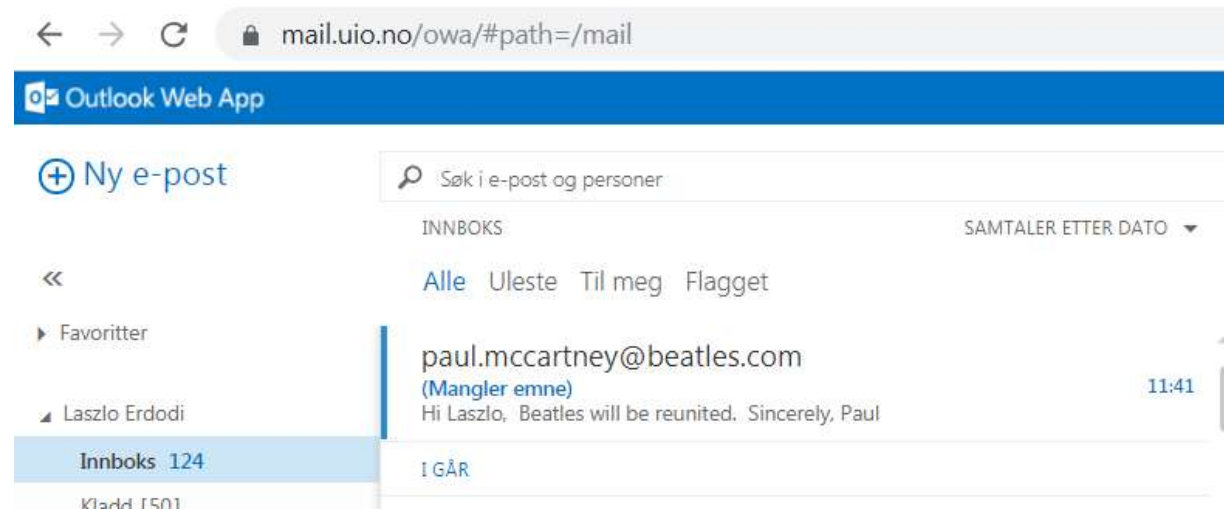 mail.uio.no/owa/#path=/mail
Outlook Web App
Ny e-post
Søk i e-post og personer
INNBOKS SAMTALER ETTER DATO
Alle Uleste Til meg Flagget
Favoritter
paul.mccartney@beatles.com
(Mangler emne) 11:41
Hi Laszlo, Beatles will be reunited. Sincerely, Paul
Laszlo Erdodi
Innboks 124
I GÅR
Kladd [50]